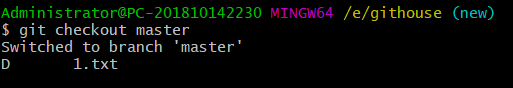 Administrator@PC-201810142230 MINGW64 /e/githouse (new)
$ git checkout master
Switched to branch 'master'
D       1.txt